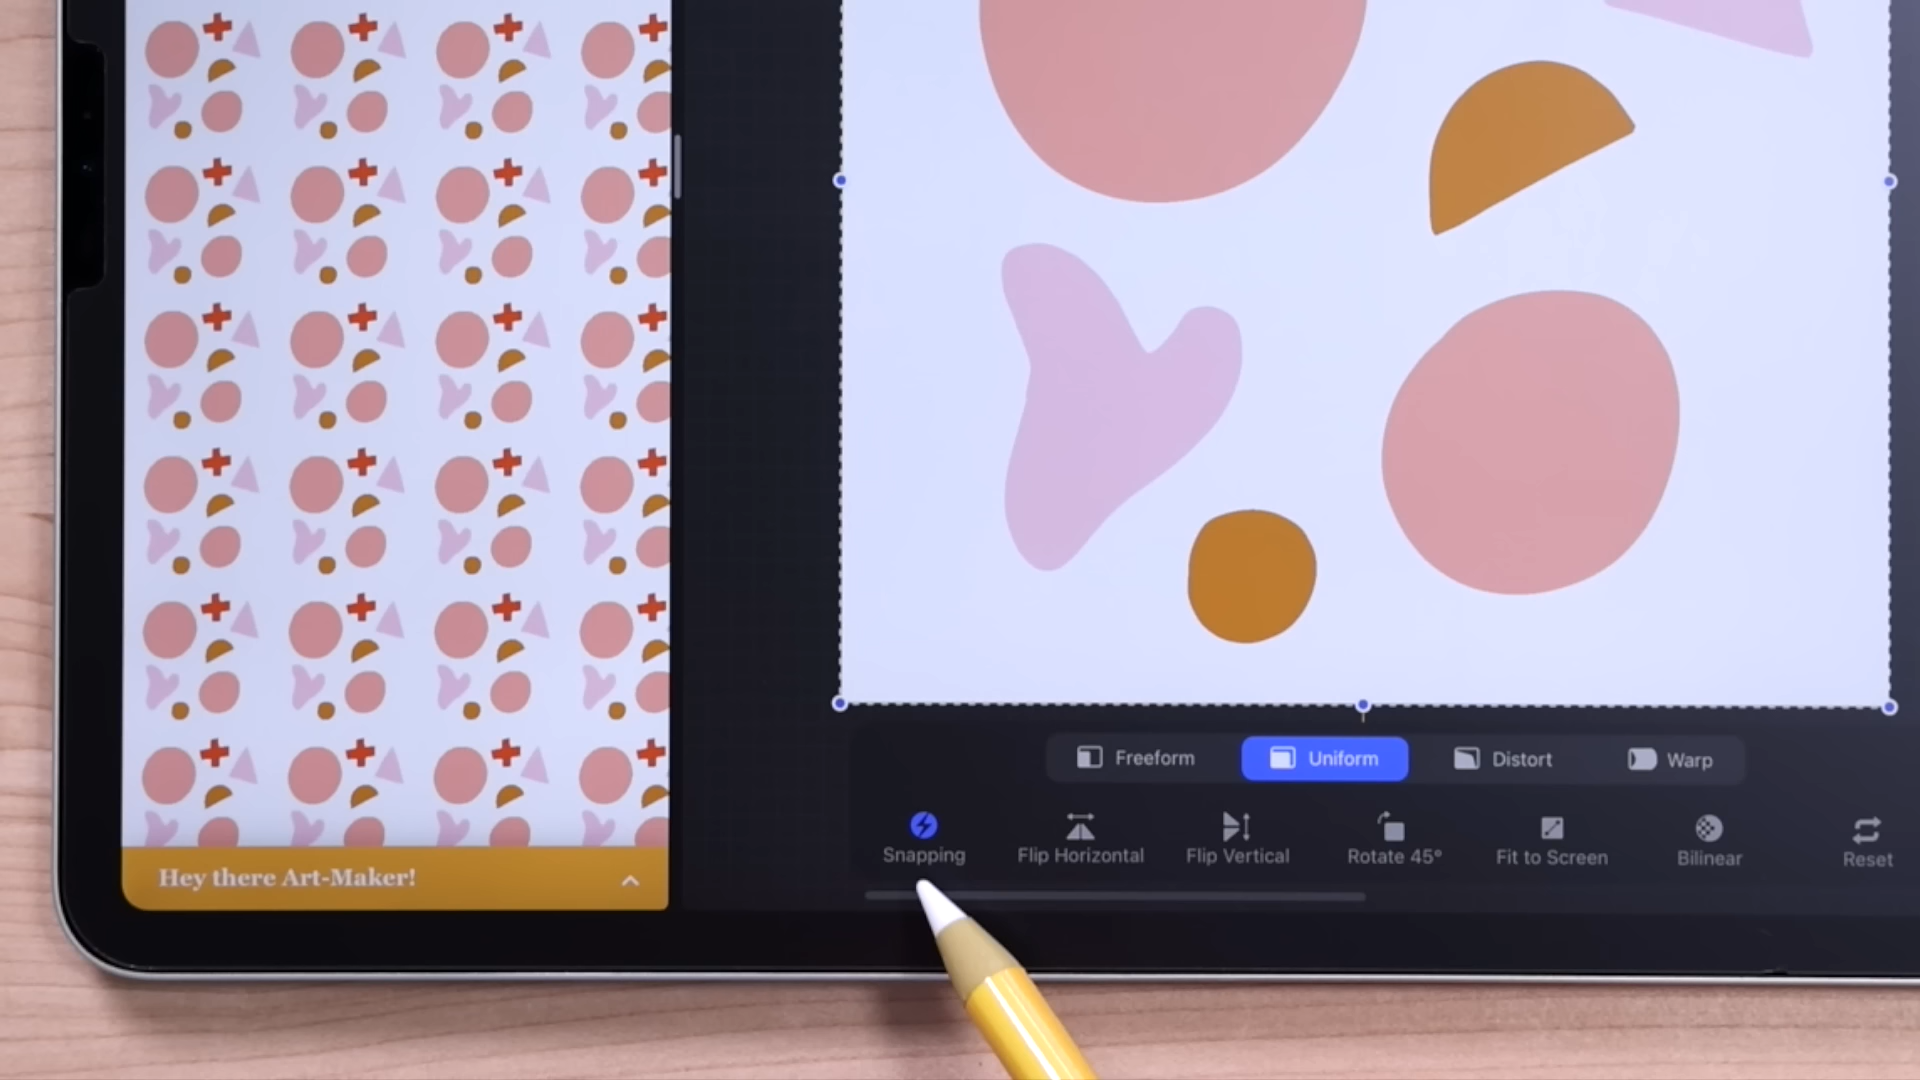 Freeform
Uniform
Distort
Warp
Snapping
Flip Horizontal
Flip Vertical
Rotate 45°
Fit to Screen
Bilinear
Reset
Hey there Art-Maker!